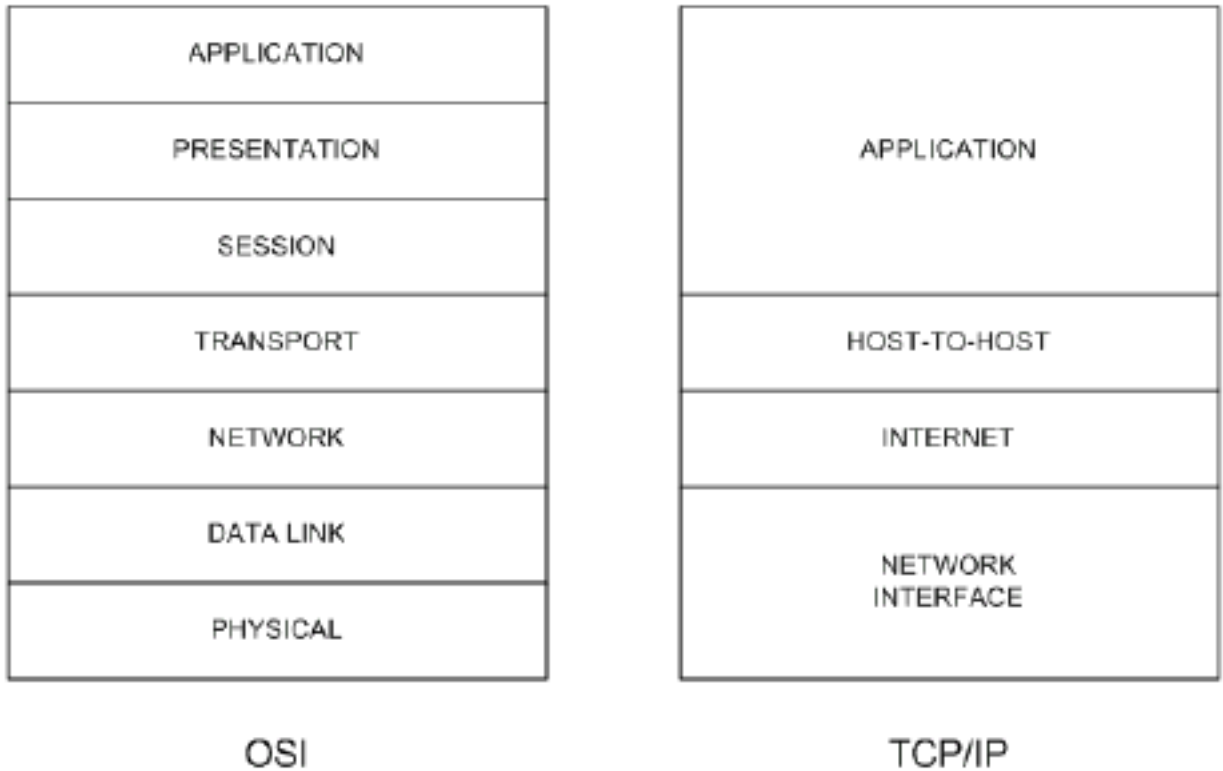 APPLICATION
PRESENTATION
SESSION
TRANSPORT
NETWORK
DATA LINK
PHYSICAL
OSI
APPLICATION
HOST-TO-HOST
INTERNET
NETWORK
INTERFACE
TCP/IP